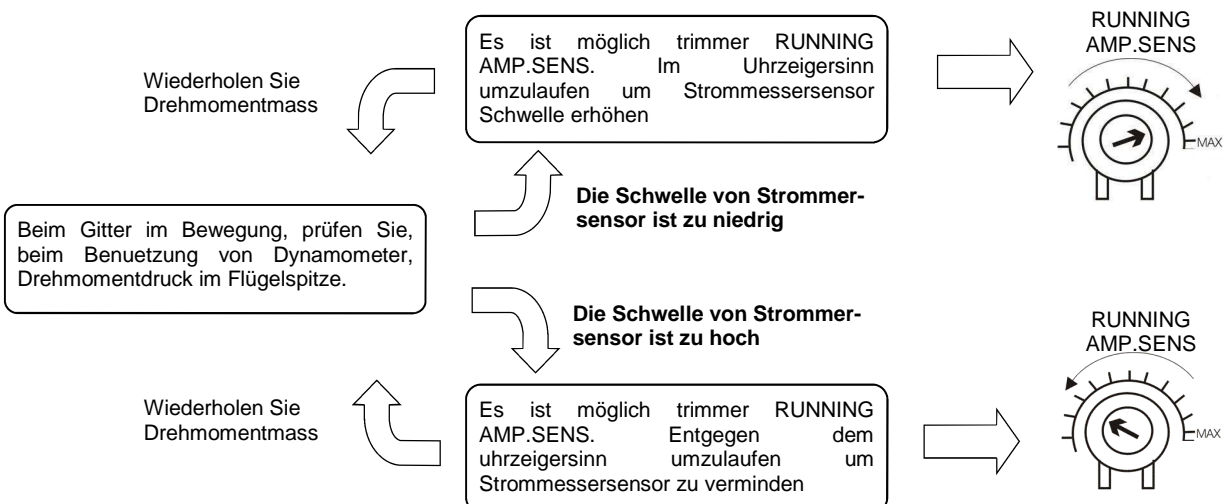 Wiederholen Sie
Drehmomentmass
Es ist möglich trimmer RUNNING
AMP.SENS. Im Uhrzeigersinn
umzulaufen um Strommessersensor
Schwelle erhöhen
RUNNING
AMP.SENS
MAX
Die Schwelle von Strommer-
sensor ist zu niedrig
Beim Gitter im Bewegung, prüfen Sie,
beim Benuetzung von Dynamometer,
Drehmomentdruck im Flügelspitze.
Die Schwelle von Strommer-
sensor ist zu hoch
Wiederholen Sie
Drehmomentmass
Es ist möglich trimmer RUNNING
AMP.SENS. Entgegen dem
uhrzeigersinn umzulaufen um
Strommessersensor zu verminden
RUNNING
AMP.SENS
MAX